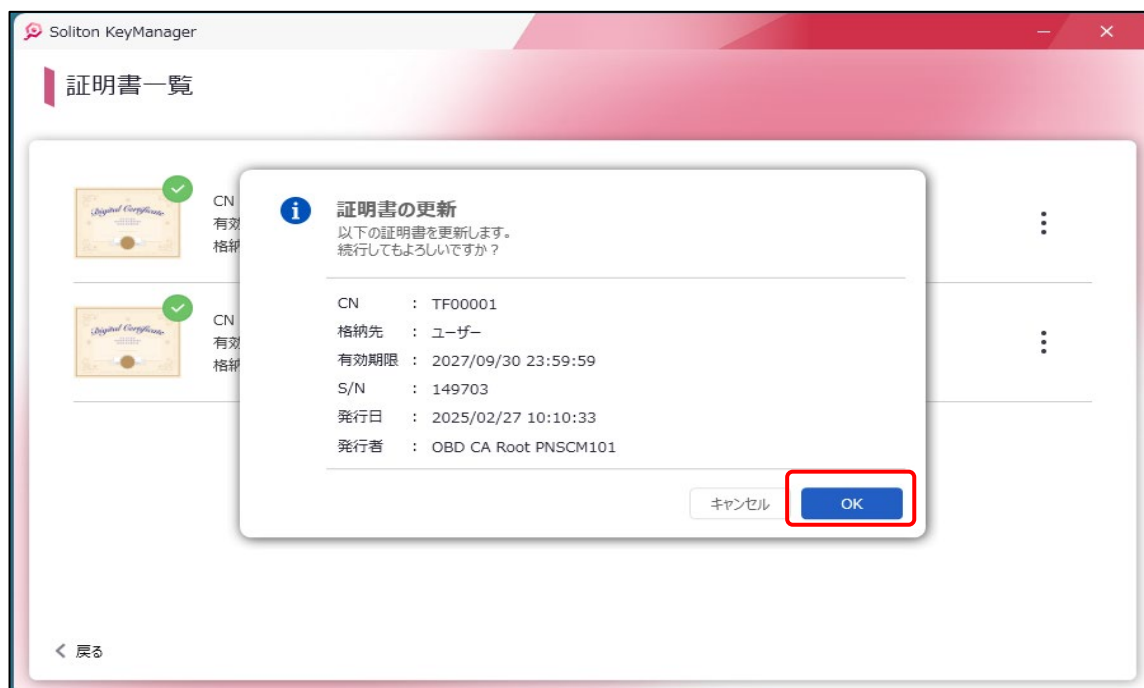 Soliton KeyManager
証明書一覧
Digital Certificate
CN
有効
格納
Digital Certificate
CN
有効
格納
証明書の更新
以下の証明書を更新します。
続行してもよろしいですか？
CN : TF00001
格納先 : ユーザー
有効期限 : 2027/09/30 23:59:59
S/N : 149703
発行日 : 2025/02/27 10:10:33
発行者 : OBD CA Root PNSCM101
キャンセル OK
戻る